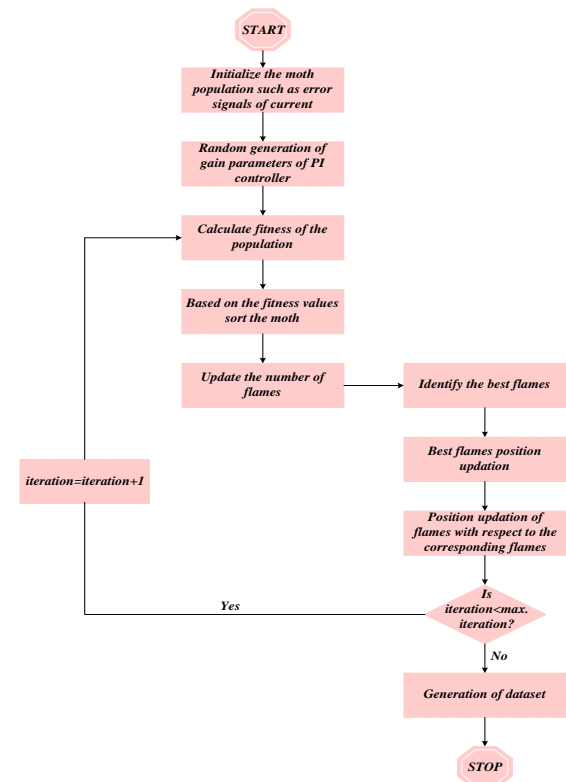 START
Initialize the moth
population such as error
signals of current
Random generation of
gain parameters of PI
controller
Calculate fitness of the
population
Based on the fitness values
sort the moth
Update the number of
flames
Identify the best flames
Best flames position
updation
Position updation of
flames with respect to the
corresponding flames
Is
iteration<max.
iteration?
Yes
iteration=iteration+1
No
Generation of dataset
STOP